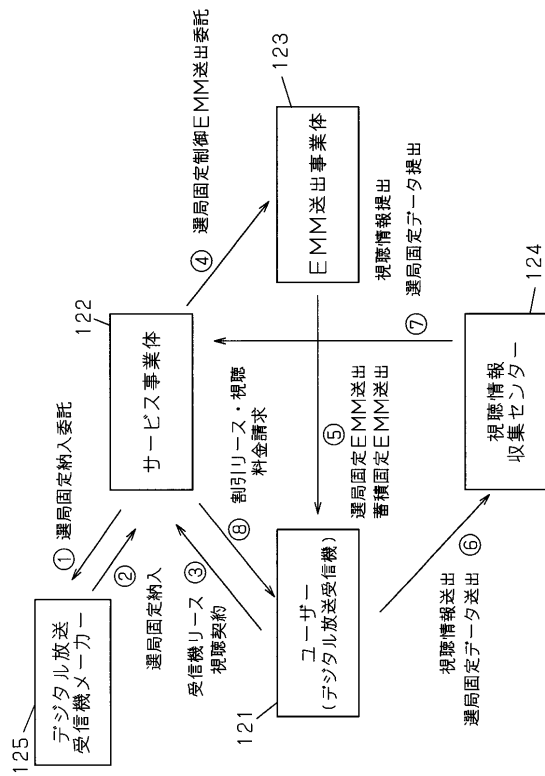 125
デジタル放送
受信機メーカー
① 選局固定納入委託
②
選局固定納入
122
サービス事業体
④ 選局固定制御EMM送出委託
123
EMM送出事業体
受信機リース
視聴契約
③
⑧ 割引リース・視聴
料金請求
121
ユーザー
(デジタル放送受信機)
⑤
選局固定EMM送出
蓄積固定EMM送出
視聴情報提出
選局固定データ提出
⑦
⑥
視聴情報送出
選局固定データ送出
124
視聴情報
収集センター